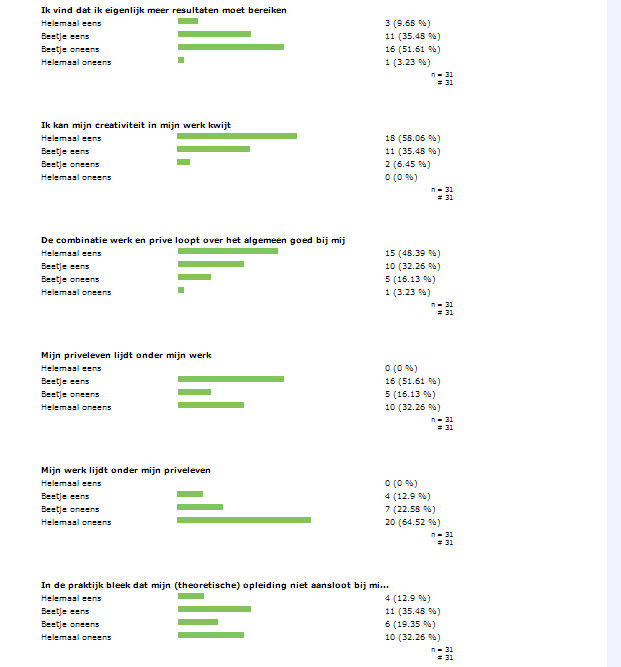 Ik vind dat ik eigenlijk meer resultaten moet bereiken
Helemaal eens 3 (9.68 %)
Beetje eens 11 (35.48 %)
Beetje oneens 16 (51.61 %)
Helemaal oneens 1 (3.23 %)
n = 31
# 31
Ik kan mijn creativiteit in mijn werk kwijt
Helemaal eens 18 (58.06 %)
Beetje eens 11 (35.48 %)
Beetje oneens 2 (6.45 %)
Helemaal oneens 0 (0 %)
n = 31
# 31
De combinatie werk en prive loopt over het algemeen goed bij mij
Helemaal eens 15 (48.39 %)
Beetje eens 10 (32.26 %)
Beetje oneens 5 (16.13 %)
Helemaal oneens 1 (3.23 %)
n = 31
# 31
Mijn priveleven lijdt onder mijn werk
Helemaal eens 0 (0 %)
Beetje eens 16 (51.61 %)
Beetje oneens 5 (16.13 %)
Helemaal oneens 10 (32.26 %)
n = 31
# 31
Mijn werk lijdt onder mijn priveleven
Helemaal eens 0 (0 %)
Beetje eens 4 (12.9 %)
Beetje oneens 7 (22.58 %)
Helemaal oneens 20 (64.52 %)
n = 31
# 31
In de praktijk bleek dat mijn (theoretische) opleiding niet aansloot bij mi...
Helemaal eens 4 (12.9 %)
Beetje eens 11 (35.48 %)
Beetje oneens 6 (19.35 %)
Helemaal oneens 10 (32.26 %)
n = 31
# 31